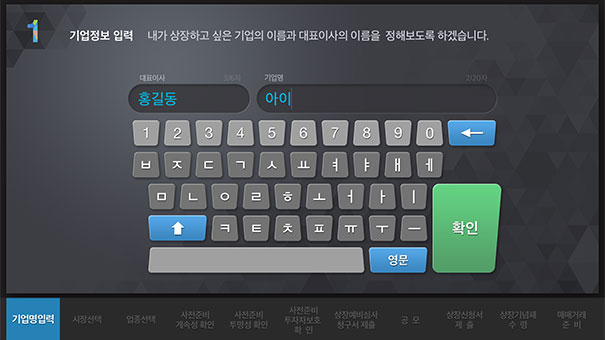 1
기업정보 입력 내가 상장하고 싶은 기업의 이름과 대표이사의 이름을 정해보도록 하겠습니다.
대표이사 3/6자 기업명 2/20자
홍길동 아이
1 2 3 4 5 6 7 8 9 0
ㅂ ㅈ ㄷ ㄱ ㅅ ㅛ ㅕ ㅑ ㅐ ㅔ
ㅁ ㄴ ㅇ ㄹ ㅎ ㅗ ㅓ ㅏ ㅣ 확인
ㅋ ㅌ ㅊ ㅍ ㅠ ㅜ ㅡ
영문
기업명입력 시장선택 업종선택 사전준비 계속성 확인 사전준비 투명성 확인 사전준비 투자자보호 확 인 상장예비심사 청구서 제출 공 모 상장신청서 제 출 상장기념패 수 령 매매거래 준 비